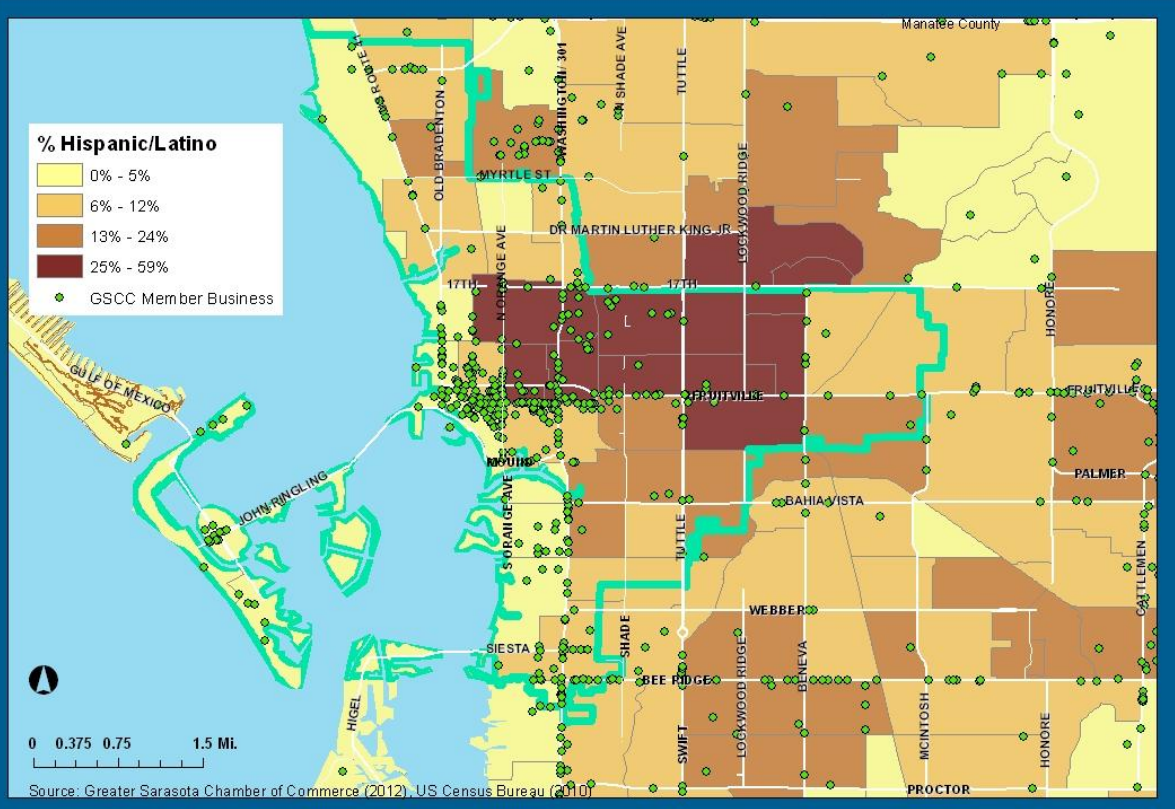 Manatee County
US ROUTE 41
OLD BRADENTON
WASHINGTON/ 301
N SHADE AVE
TUTTLE
LOCKWOOD RIDGE
% Hispanic/Latino
0% - 5%
6% - 12%
13% - 24%
25% - 59%
GSCC Member Business
MYRTLE ST
DR MARTIN LUTHER KING JR
N ORANGE AVE
17TH
17TH
HONORE
GULF OF MEXICO
FRUITVILLE
FRUITVILLE
MOUND
PALMER
JOHN RINGLING
S ORANGE AVE
BAHIA VISTA
TUTTLE
CATTLEMEN
WEBBER
SHADE
SIESTA
LOCKWOOD RIDGE
BENEVA
BEE RIDGE
HIGEL
SWIFT
MCINTOSH
HONORE
0 0.375 0.75 1.5 Mi.
Source: Greater Sarasota Chamber of Commerce (2012), US Census Bureau (2010)
PROCTOR